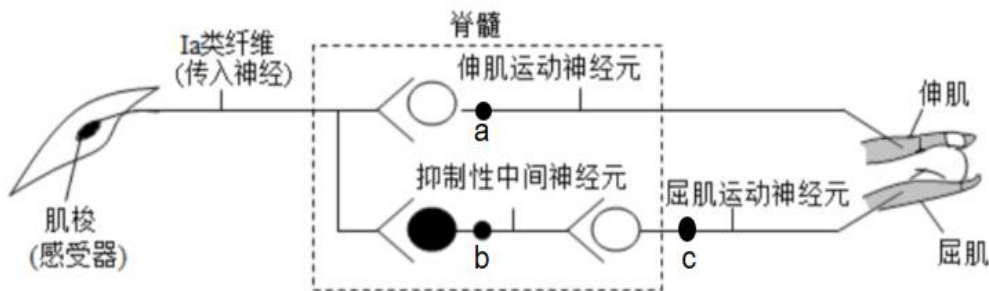 脊髓
Ia类纤维
(传入神经)
伸肌运动神经元
伸肌
a
抑制性中间神经元
屈肌运动神经元
肌梭
(感受器)
b
c
屈肌